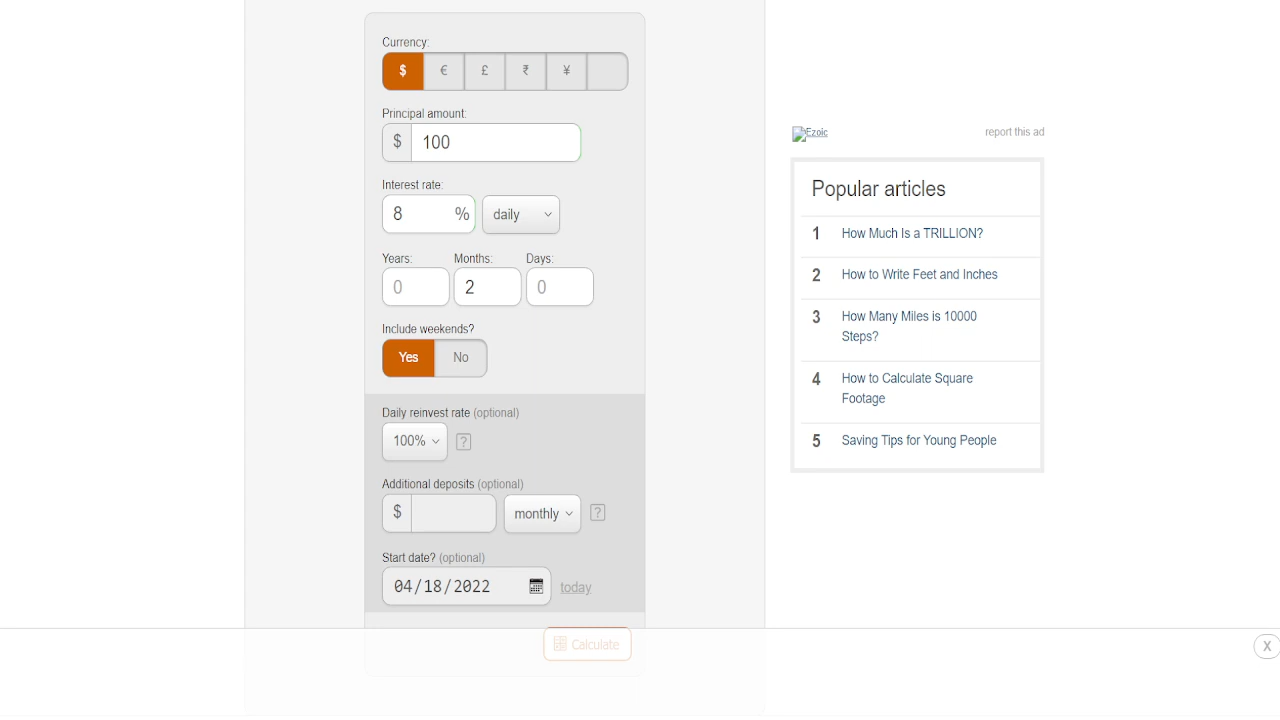 Currency:
$ € £ ₹ ¥
Principal amount:
$ 100
Interest rate:
8 % daily
Years: Months: Days:
0 2 0
Include weekends?
Yes No
Daily reinvest rate (optional)
100% ?
Additional deposits (optional)
$ monthly ?
Start date? (optional)
04/18/2022 today
Calculate
Ezoic report this ad
Popular articles
1 How Much Is a TRILLION?
2 How to Write Feet and Inches
3 How Many Miles is 10000
Steps?
4 How to Calculate Square
Footage
5 Saving Tips for Young People
X